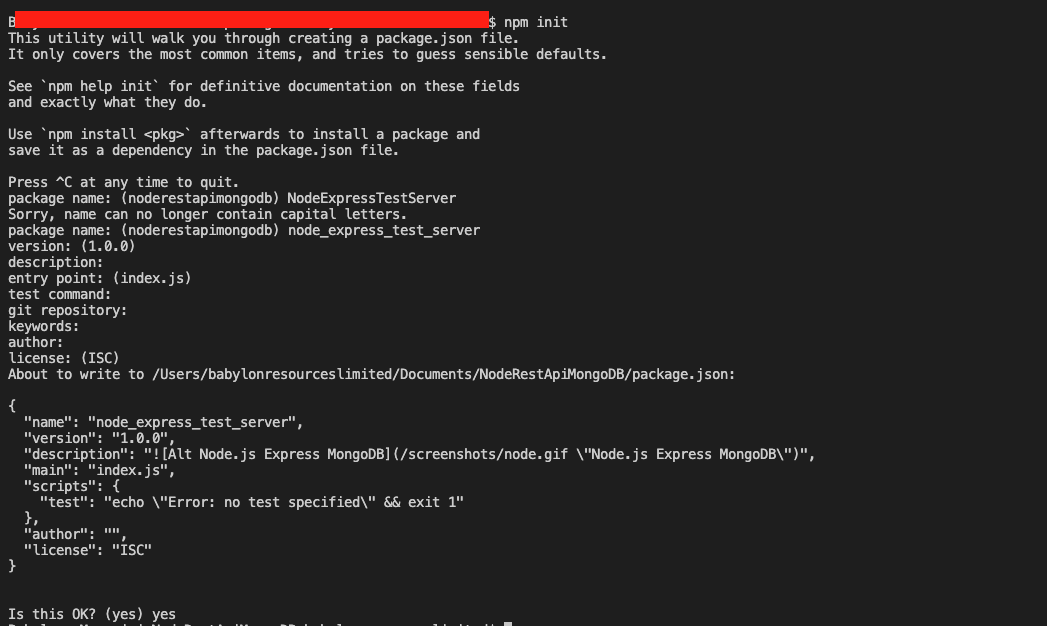 $ npm init
This utility will walk you through creating a package.json file.
It only covers the most common items, and tries to guess sensible defaults.
See `npm help init` for definitive documentation on these fields
and exactly what they do.
Use `npm install <pkg>` afterwards to install a package and
save it as a dependency in the package.json file.
Press ^C at any time to quit.
package name: (noderestapimongodb) NodeExpressTestServer
Sorry, name can no longer contain capital letters.
package name: (noderestapimongodb) node_express_test_server
version: (1.0.0)
description:
entry point: (index.js)
test command:
git repository:
keywords:
author:
license: (ISC)
About to write to /Users/babylonresourceslimited/Documents/NodeRestApiMongoDB/package.json:
{
  "name": "node_express_test_server",
  "version": "1.0.0",
  "description": "![Alt Node.js Express MongoDB](/screenshots/node.gif \"Node.js Express MongoDB\")",
  "main": "index.js",
  "scripts": {
    "test": "echo \"Error: no test specified\" && exit 1"
  },
  "author": "",
  "license": "ISC"
}
Is this OK? (yes) yes